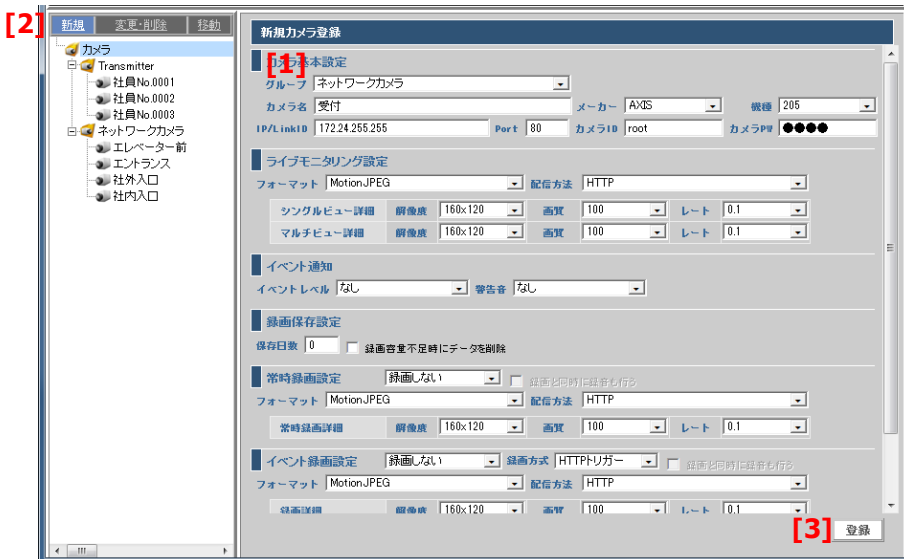 [2] 新規 変更・削除 移動
カメラ
Transmitter
社員No.0001
社員No.0002
社員No.0003
ネットワークカメラ
エレベーター前
エントランス
社外入口
社内入口
新規カメラ登録
カメラ基本設定 [1]
グループ ネットワークカメラ
カメラ名 受付 メーカー AXIS 機種 205
IP/LinkID 172.24.255.255 Port 80 カメラID root カメラPW ●●●●
ライブモニタリング設定
フォーマット MotionJPEG 配信方法 HTTP
シングルビュー詳細 解像度 160x120 画質 100 レート 0.1
マルチビュー詳細 解像度 160x120 画質 100 レート 0.1
イベント通知
イベントレベル なし 警告音 なし
録画保存設定
保存日数 0 録画容量不足時にデータを削除
常時録画設定 録画しない 録画と同時に録音も行う
フォーマット MotionJPEG 配信方法 HTTP
常時録画詳細 解像度 160x120 画質 100 レート 0.1
イベント録画設定 録画しない 録画方式 HTTPトリガー 録画と同時に録音も行う
フォーマット MotionJPEG 配信方法 HTTP
録画詳細 解像度 160x120 画質 100 レート 0.1
[3] 登録